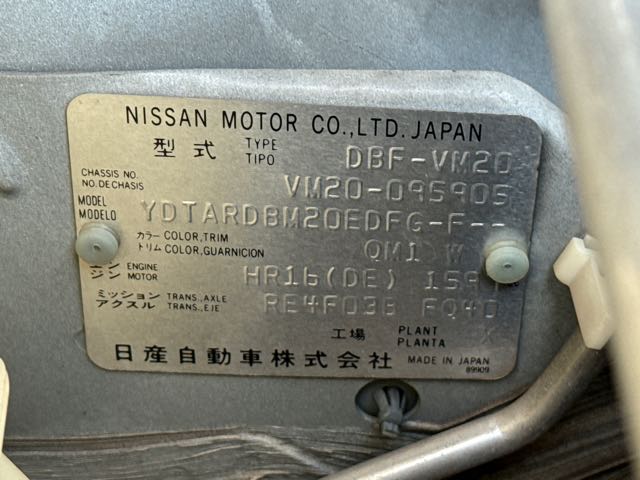 NISSAN MOTOR CO.,LTD. JAPAN
型式 TYPE TIPO DBF-VM20
CHASSIS NO. NO. DE CHASIS VM20-095905
MODEL MODELO YDTARDBM20EDFG-F--
カラー COLOR,TRIM
トリム COLOR,GUARNICION QM1 W
エンジン ENGINE MOTOR HR16(DE) 159
ミッション TRANS.,AXLE
アクスル TRANS.,EJE RE4F03B FQ40
工場 PLANT PLANTA
日産自動車株式会社 MADE IN JAPAN
89909